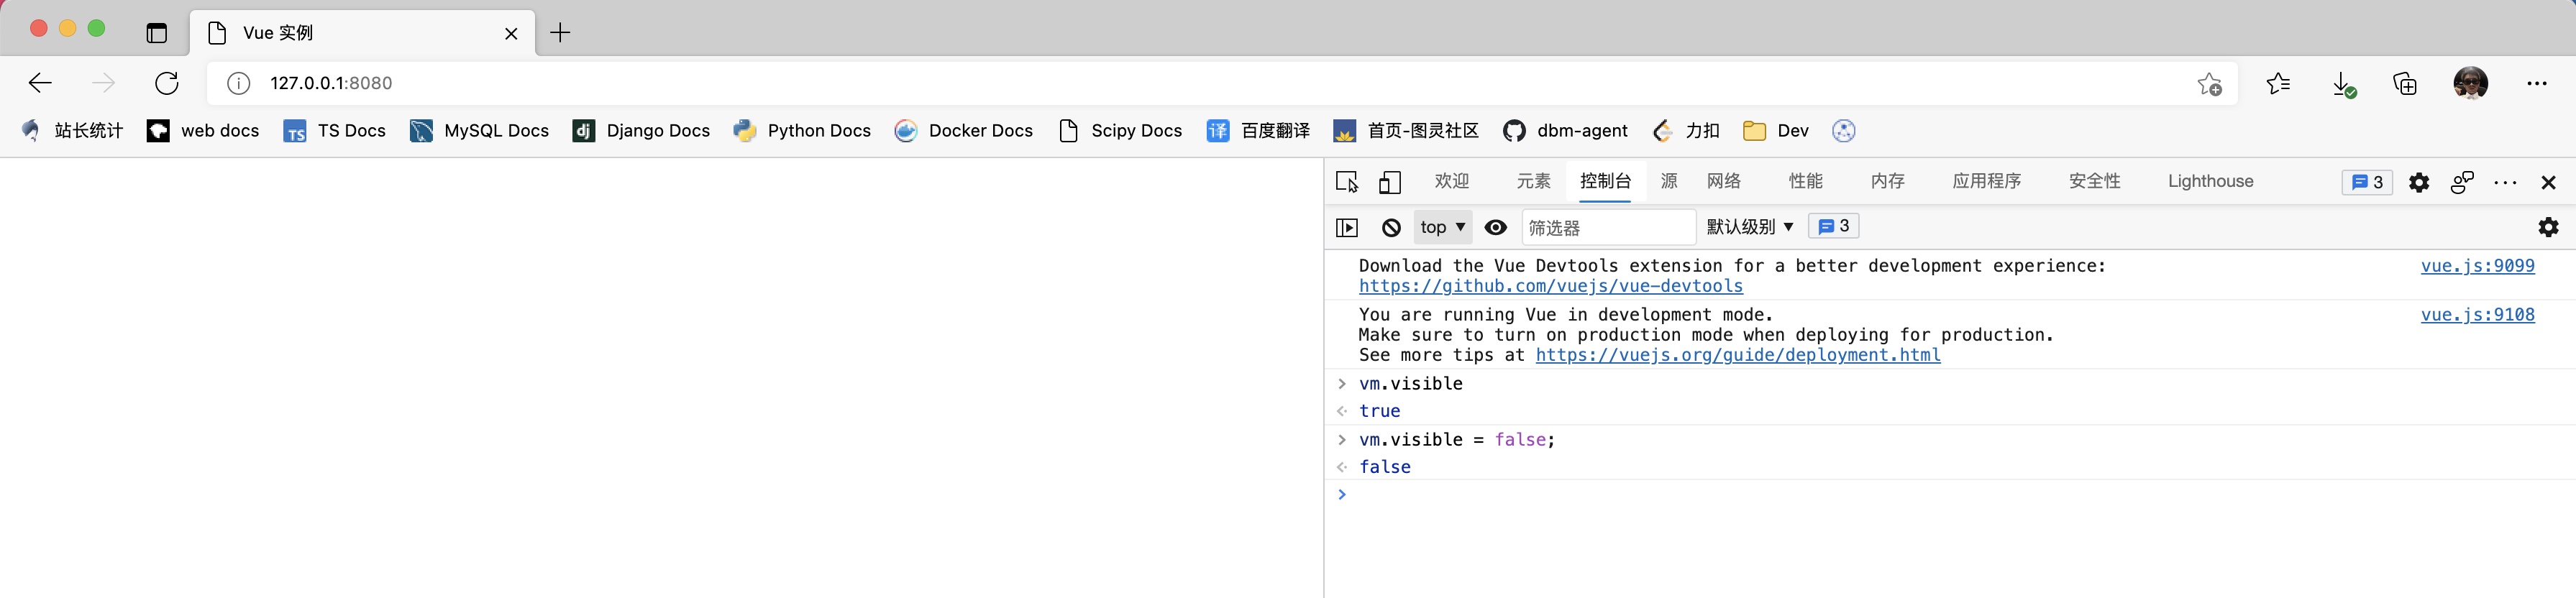 Vue 实例
127.0.0.1:8080
站长统计 web docs TS Docs MySQL Docs Django Docs Python Docs Docker Docs Scipy Docs 百度翻译 首页-图灵社区 dbm-agent 力扣 Dev
欢迎 元素 控制台 源 网络 性能 内存 应用程序 安全性 Lighthouse 3
top 筛选器 默认级别 3
Download the Vue Devtools extension for a better development experience: vue.js:9099
https://github.com/vuejs/vue-devtools
You are running Vue in development mode. vue.js:9108
Make sure to turn on production mode when deploying for production.
See more tips at https://vuejs.org/guide/deployment.html
vm.visible
true
vm.visible = false;
false